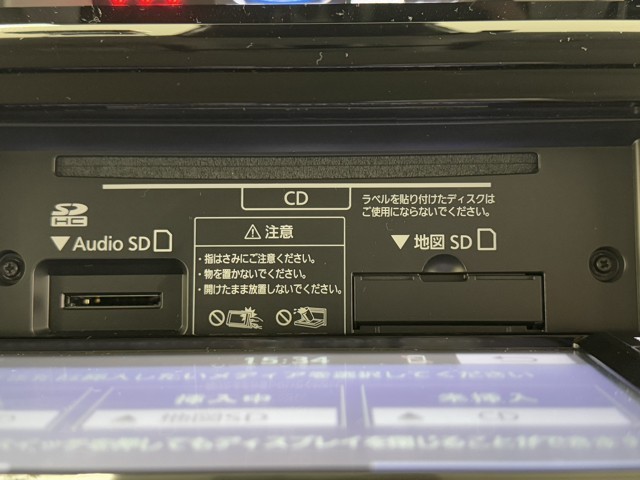 CD
ラベルを貼り付けたディスクは
ご使用にならないでください。
SD
HC
▼Audio SD
⚠注意
・指はさみにご注意ください。
・物を置かないでください。
・開けたまま放置しないでください。
▼地図 SD
15:34
挿入中
未挿入
▲ 地図SD
▲ CD